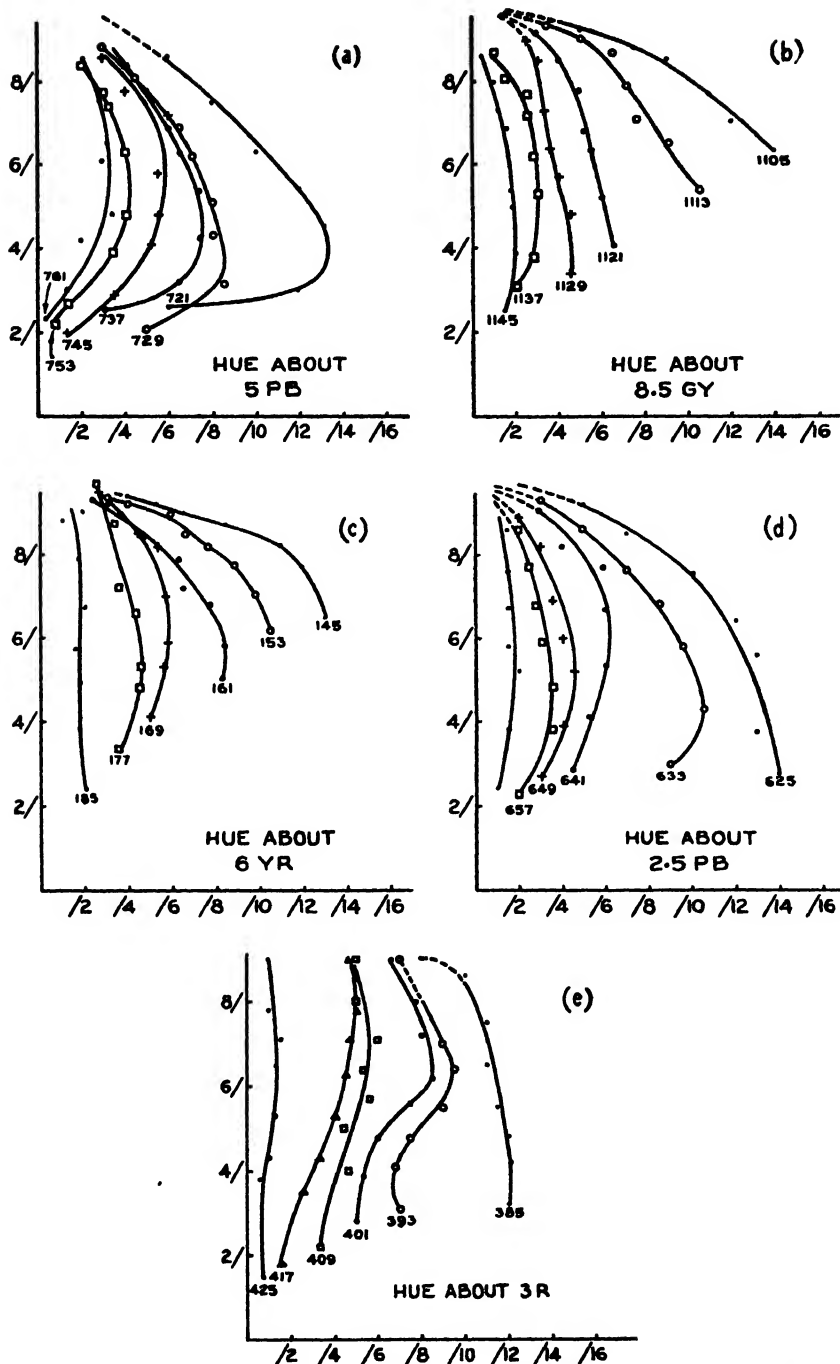 (a)
8/
6/
4/
2/
761
753
745
737
729
721
HUE ABOUT
5 PB
/2 /4 /6 /8 /10 /12 /14 /16
(b)
8/
6/
4/
2/
1145
1137
1129
1121
1113
1105
HUE ABOUT
8.5 GY
/2 /4 /6 /8 /10 /12 /14 /16
(c)
8/
6/
4/
2/
185
177
169
161
153
145
HUE ABOUT
6 YR
/2 /4 /6 /8 /10 /12 /14 /16
(d)
8/
6/
4/
2/
657
649
641
633
625
HUE ABOUT
2.5 PB
/2 /4 /6 /8 /10 /12 /14 /16
(e)
8/
6/
4/
2/
425
417
409
401
393
385
HUE ABOUT 3R
/2 /4 /6 /8 /10 /12 /14 /16